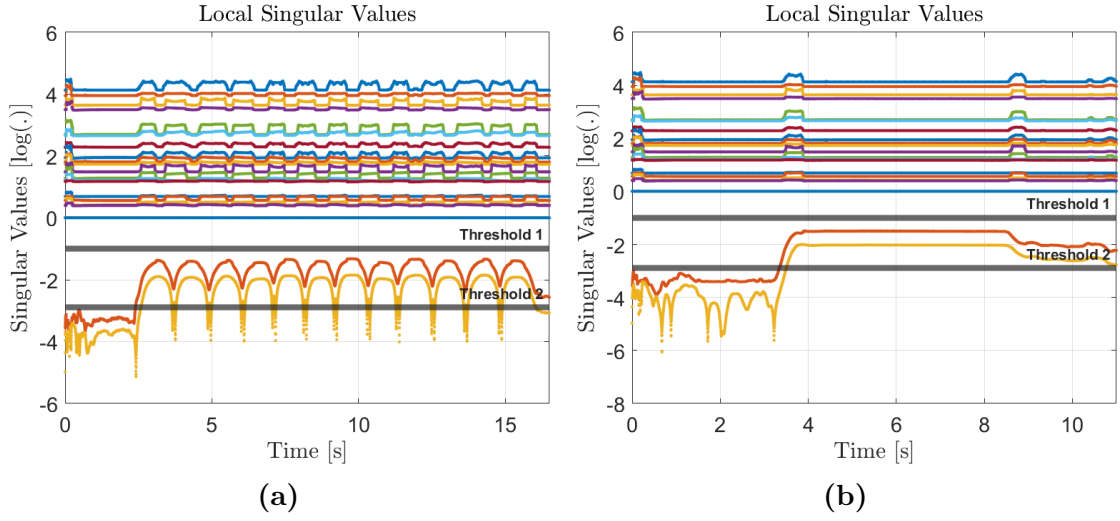 Local Singular Values
6
4
2
0
-2
-4
-6
Singular Values [log(.)]
Threshold 1
Threshold 2
0 5 10 15
Time [s]
(a)
Local Singular Values
6
4
2
0
-2
-4
-6
-8
Singular Values [log(.)]
Threshold 1
Threshold 2
0 2 4 6 8 10
Time [s]
(b)